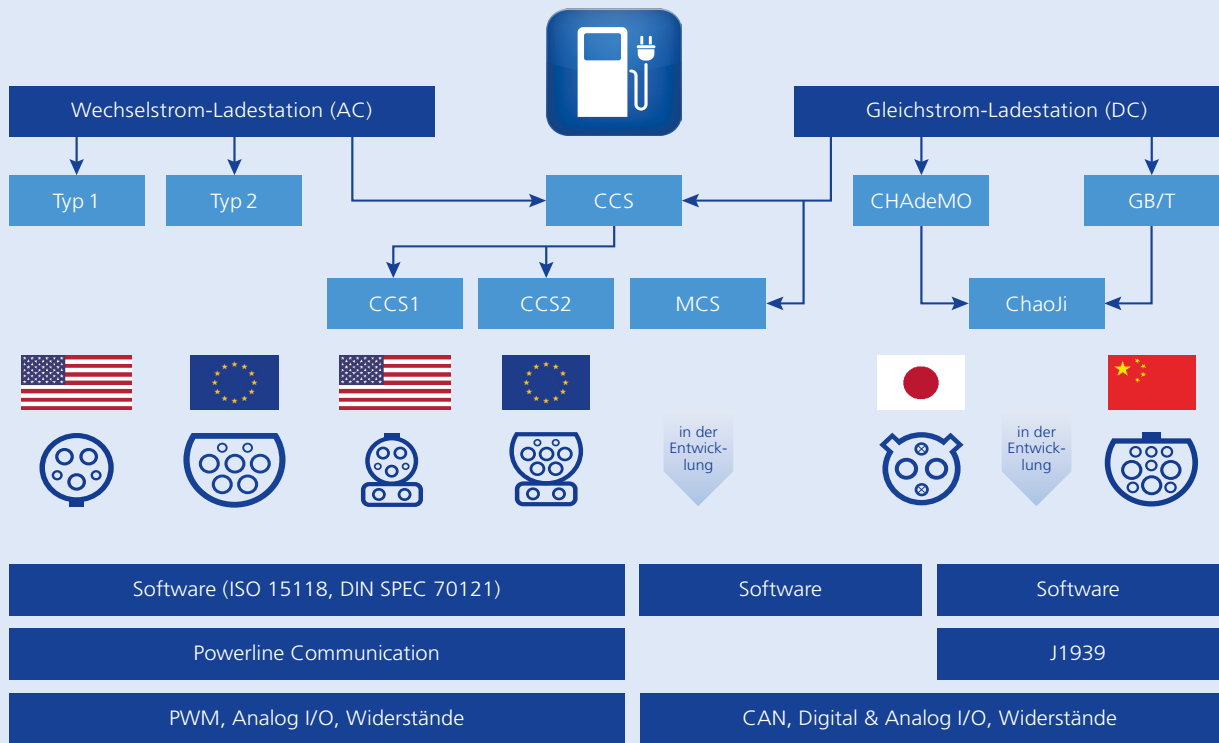 Wechselstrom-Ladestation (AC)
Gleichstrom-Ladestation (DC)
Typ 1
Typ 2
CCS
CHAdeMO
GB/T
CCS1
CCS2
MCS
ChaoJi
in der
Entwick-
lung
in der
Entwick-
lung
Software (ISO 15118, DIN SPEC 70121)
Software
Software
Powerline Communication
J1939
PWM, Analog I/O, Widerstände
CAN, Digital & Analog I/O, Widerstände